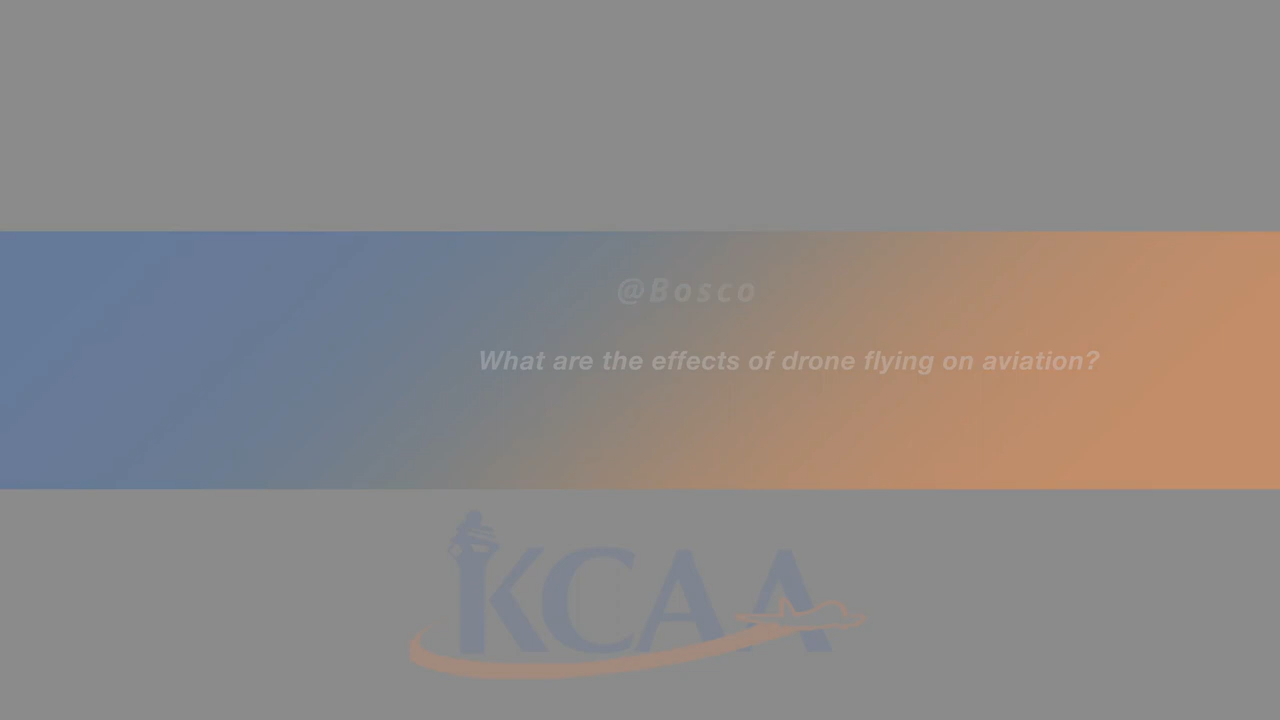 @Bosco
What are the effects of drone flying on aviation?
KCAA